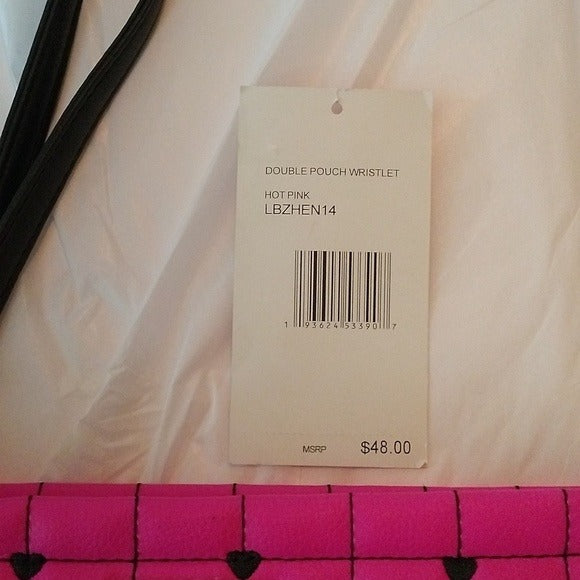 DOUBLE POUCH WRISTLET
HOT PINK
LBZHEN14
1 93624 53390 7
MSRP $48.00